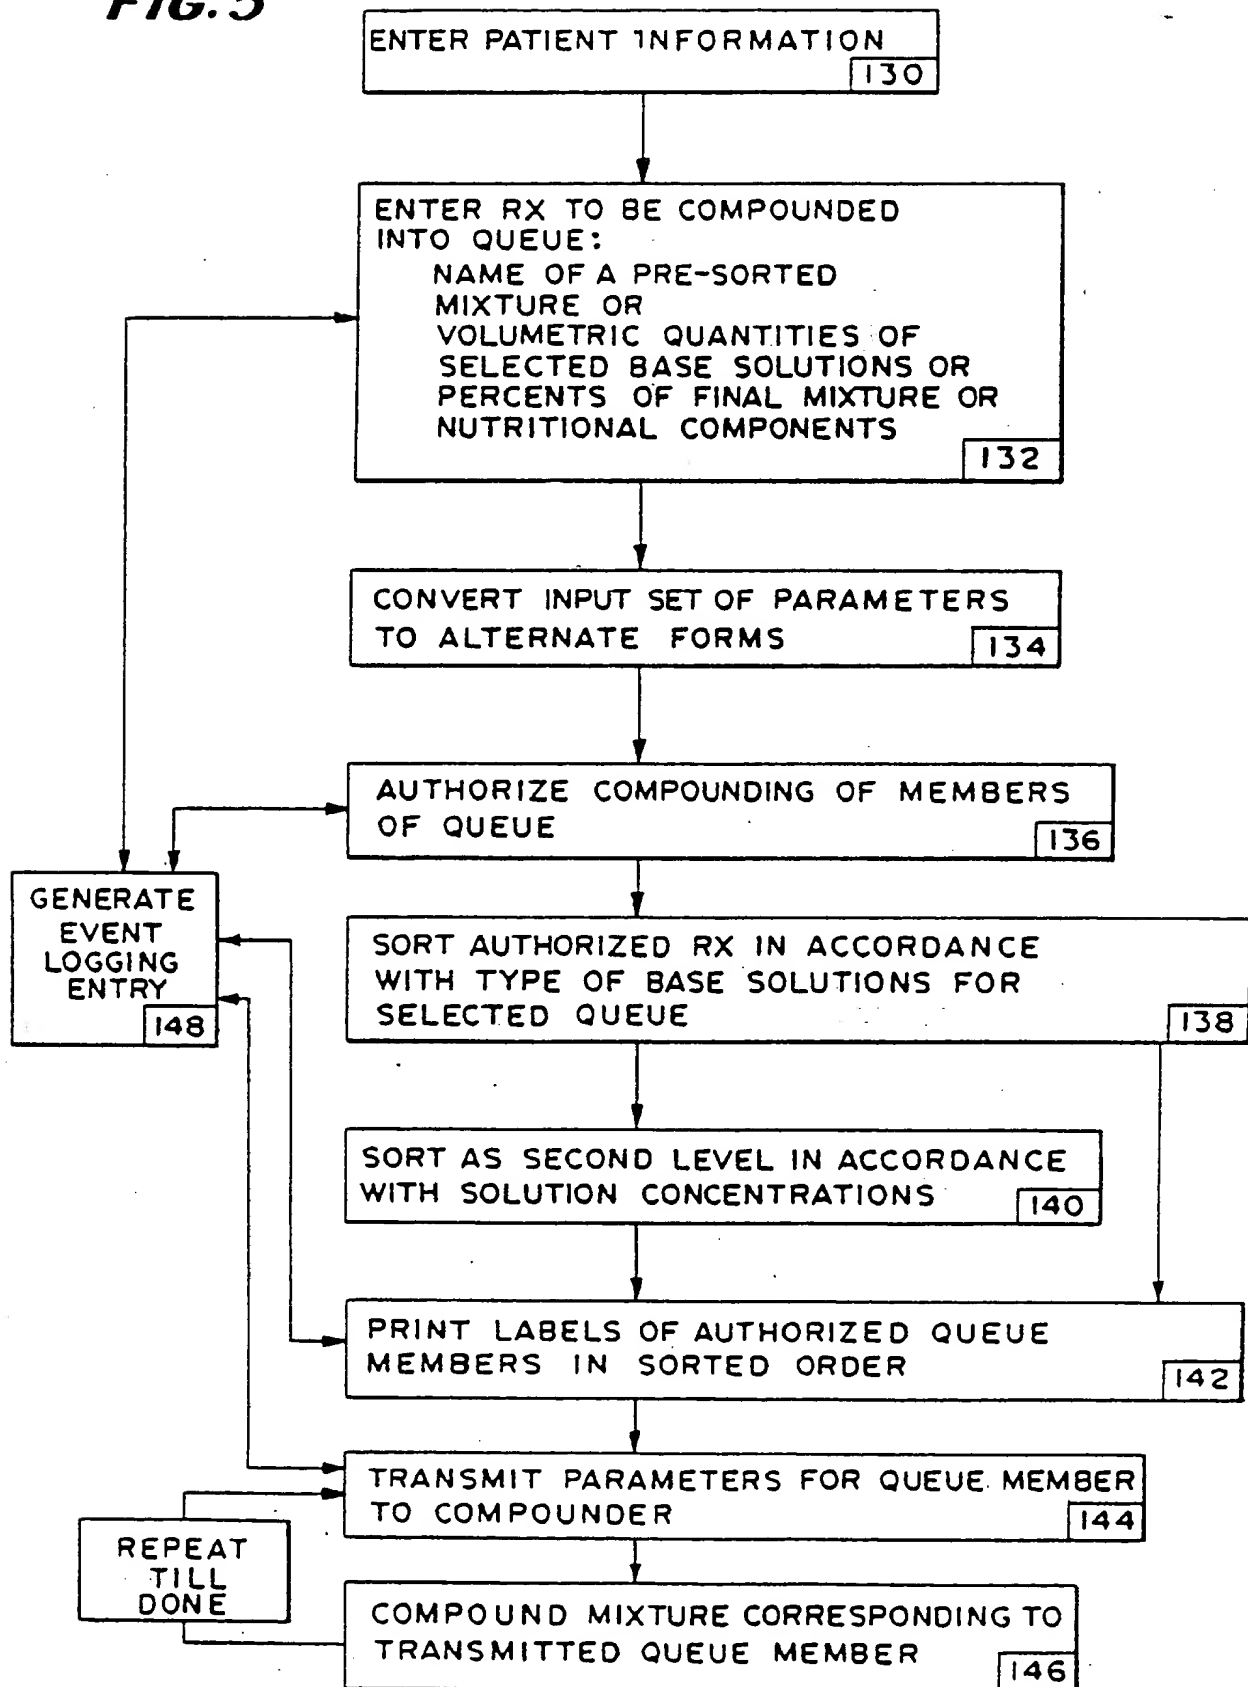 FIG. 5
ENTER PATIENT INFORMATION
130
ENTER RX TO BE COMPOUNDED
INTO QUEUE:
NAME OF A PRE-SORTED
MIXTURE OR
VOLUMETRIC QUANTITIES OF
SELECTED BASE SOLUTIONS OR
PERCENTS OF FINAL MIXTURE OR
NUTRITIONAL COMPONENTS
132
CONVERT INPUT SET OF PARAMETERS
TO ALTERNATE FORMS
134
AUTHORIZE COMPOUNDING OF MEMBERS
OF QUEUE
136
GENERATE
EVENT
LOGGING
ENTRY
148
SORT AUTHORIZED RX IN ACCORDANCE
WITH TYPE OF BASE SOLUTIONS FOR
SELECTED QUEUE
138
SORT AS SECOND LEVEL IN ACCORDANCE
WITH SOLUTION CONCENTRATIONS
140
PRINT LABELS OF AUTHORIZED QUEUE
MEMBERS IN SORTED ORDER
142
TRANSMIT PARAMETERS FOR QUEUE MEMBER
TO COMPOUNDER
144
REPEAT
TILL
DONE
COMPOUND MIXTURE CORRESPONDING TO
TRANSMITTED QUEUE MEMBER
146